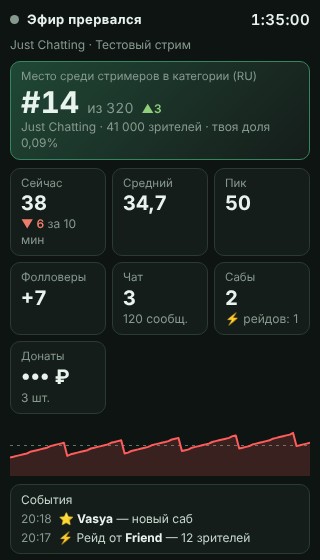 Эфир прервался 1:35:00
Just Chatting · Тестовый стрим
Место среди стримеров в категории (RU)
#14 из 320 ▲3
Just Chatting · 41 000 зрителей · твоя доля
0,09%
Сейчас
38
▼ 6 за 10
мин
Средний
34,7
Пик
50
Фолловеры
+7
Чат
3
120 сообщ.
Сабы
2
⚡ рейдов: 1
Донаты
••• ₽
3 шт.
События
20:18 ⭐ Vasya — новый саб
20:17 ⚡ Рейд от Friend — 12 зрителей